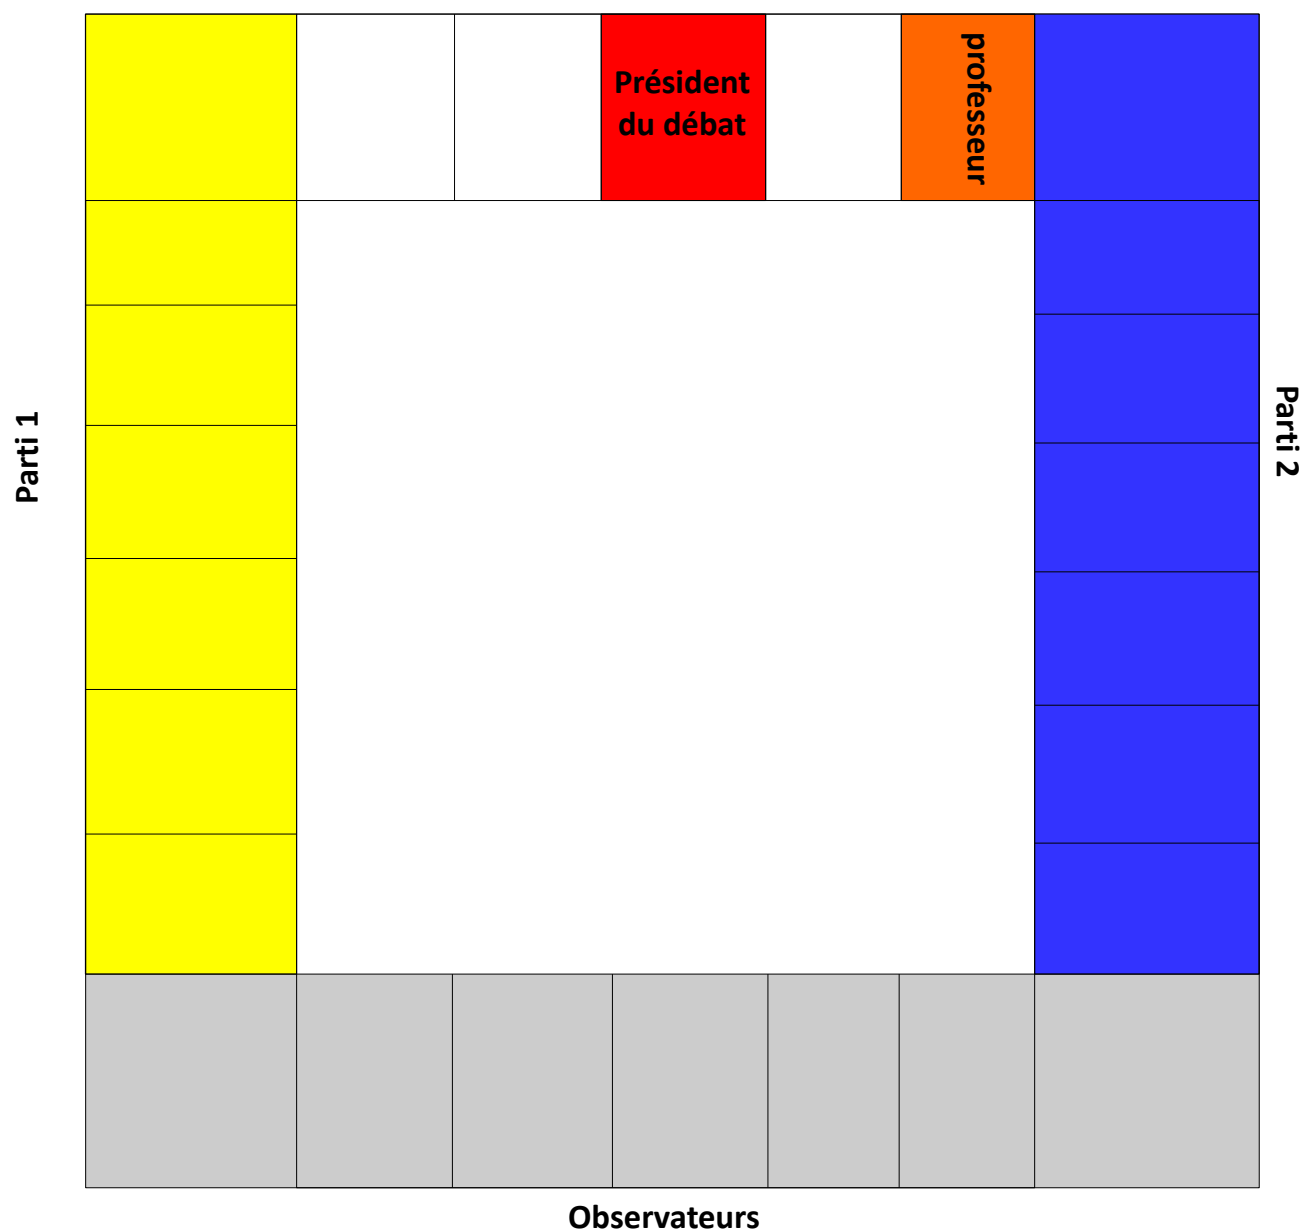 Président
du débat
professeur
Parti 1
Parti 2
Observateurs